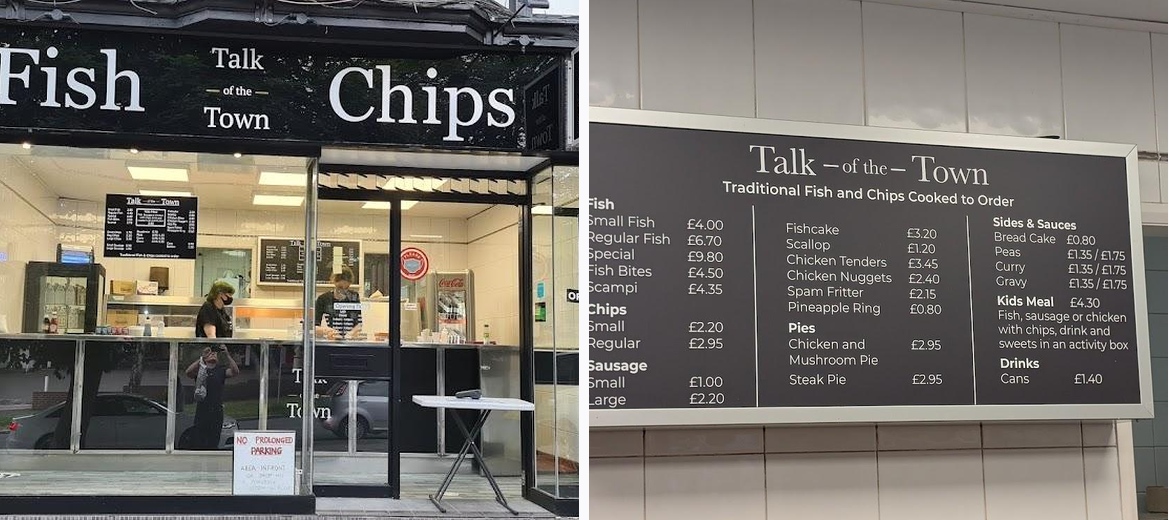 Fish
Talk
of the
Town
Chips
Talk of the Town
NO PROLONGED
PARKING
Town
Talk of the Town
Traditional Fish and Chips Cooked to Order
Fish
Small Fish £4.00
Regular Fish £6.70
Special £9.80
Fish Bites £4.50
Scampi £4.35
Chips
Small £2.20
Regular £2.95
Sausage
Small £1.00
Large £2.20
Fishcake £3.20
Scallop £1.20
Chicken Tenders £3.45
Chicken Nuggets £2.40
Spam Fritter £2.15
Pineapple Ring £0.80
Pies
Chicken and £2.95
Mushroom Pie
Steak Pie £2.95
Sides & Sauces
Bread Cake £0.80
Peas £1.35 / £1.75
Curry £1.35 / £1.75
Gravy £1.35 / £1.75
Kids Meal £4.30
Fish, sausage or chicken
with chips, drink and
sweets in an activity box
Drinks
Cans £1.40